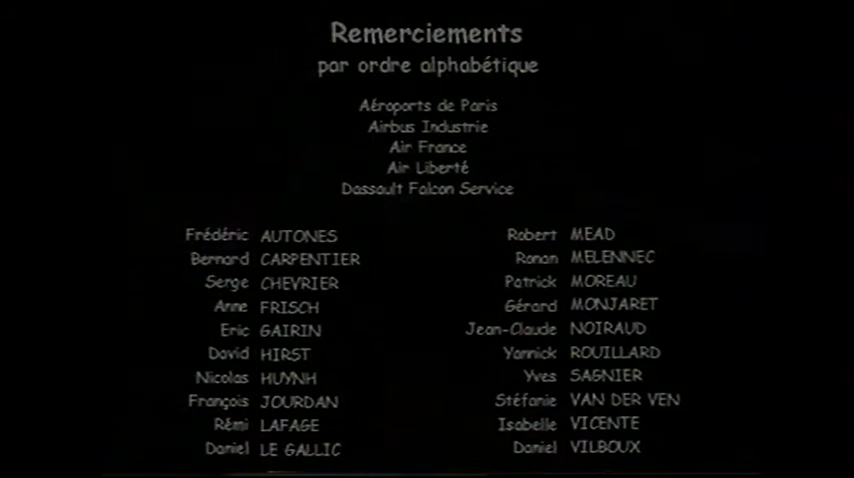 Remerciements
par ordre alphabétique
Aéroports de Paris
Airbus Industrie
Air France
Air Liberté
Dassault Falcon Service
Frédéric AUTONES
Bernard CARPENTIER
Serge CHEVRIER
Anne FRISCH
Eric GAIRIN
David HIRST
Nicolas HUYNH
François JOURDAN
Rémi LAFAGE
Daniel LE GALLIC
Robert MEAD
Ronan MELENNEC
Patrick MOREAU
Gérard MONJARET
Jean-Claude NOIRAUD
Yannick ROUILLARD
Yves SAGNIER
Stéfanie VAN DER VEN
Isabelle VICENTE
Daniel VILBOUX